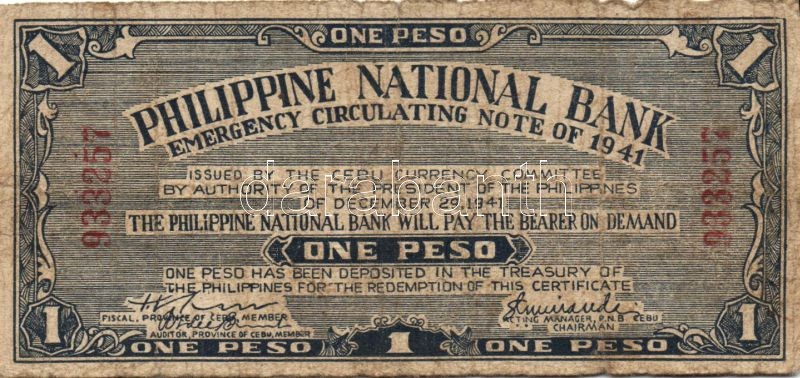 1 ONE PESO 1
PHILIPPINE NATIONAL BANK
EMERGENCY CIRCULATING NOTE OF 1941
933257 933257
ISSUED BY THE CEBU CURRENCY COMMITTEE
BY AUTHORITY OF THE PRESIDENT OF THE PHILIPPINES
OF DECEMBER 29, 1941
darabanth
THE PHILIPPINE NATIONAL BANK WILL PAY THE BEARER ON DEMAND
ONE PESO
ONE PESO HAS BEEN DEPOSITED IN THE TREASURY OF
THE PHILIPPINES FOR THE REDEMPTION OF THIS CERTIFICATE
FISCAL, PROVINCE OF CEBU, MEMBER
AUDITOR, PROVINCE OF CEBU, MEMBER
ACTING MANAGER, P.N.B. CEBU
CHAIRMAN
1 1 1
ONE PESO ONE PESO